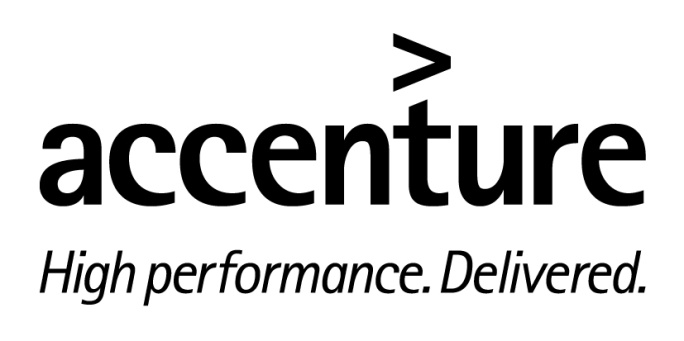 >
accenture
High performance. Delivered.